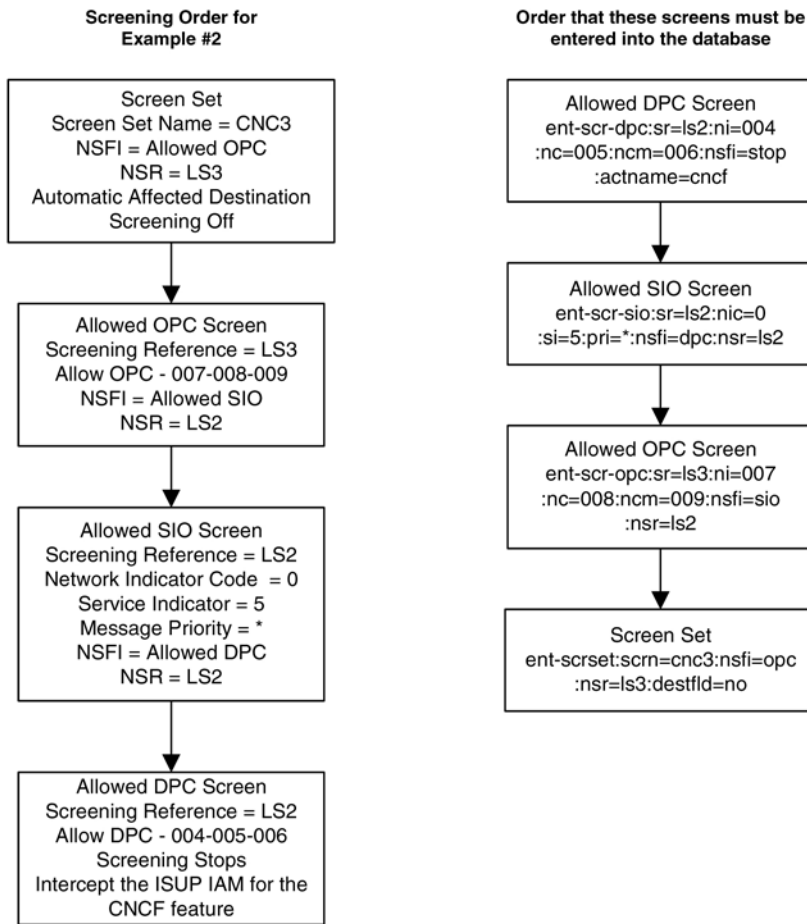 Screening Order for
Example #2
Screen Set
Screen Set Name = CNC3
NSFI = Allowed OPC
NSR = LS3
Automatic Affected Destination
Screening Off
Allowed OPC Screen
Screening Reference = LS3
Allow OPC - 007-008-009
NSFI = Allowed SIO
NSR = LS2
Allowed SIO Screen
Screening Reference = LS2
Network Indicator Code = 0
Service Indicator = 5
Message Priority = *
NSFI = Allowed DPC
NSR = LS2
Allowed DPC Screen
Screening Reference = LS2
Allow DPC - 004-005-006
Screening Stops
Intercept the ISUP IAM for the
CNCF feature
Order that these screens must be
entered into the database
Allowed DPC Screen
ent-scr-dpc:sr=ls2:ni=004
:nc=005:ncm=006:nsfi=stop
:actname=cncf
Allowed SIO Screen
ent-scr-sio:sr=ls2:nic=0
:si=5:pri=*:nsfi=dpc:nsr=ls2
Allowed OPC Screen
ent-scr-opc:sr=ls3:ni=007
:nc=008:ncm=009:nsfi=sio
:nsr=ls2
Screen Set
ent-scrset:scrn=cnc3:nsfi=opc
:nsr=ls3:destfld=no